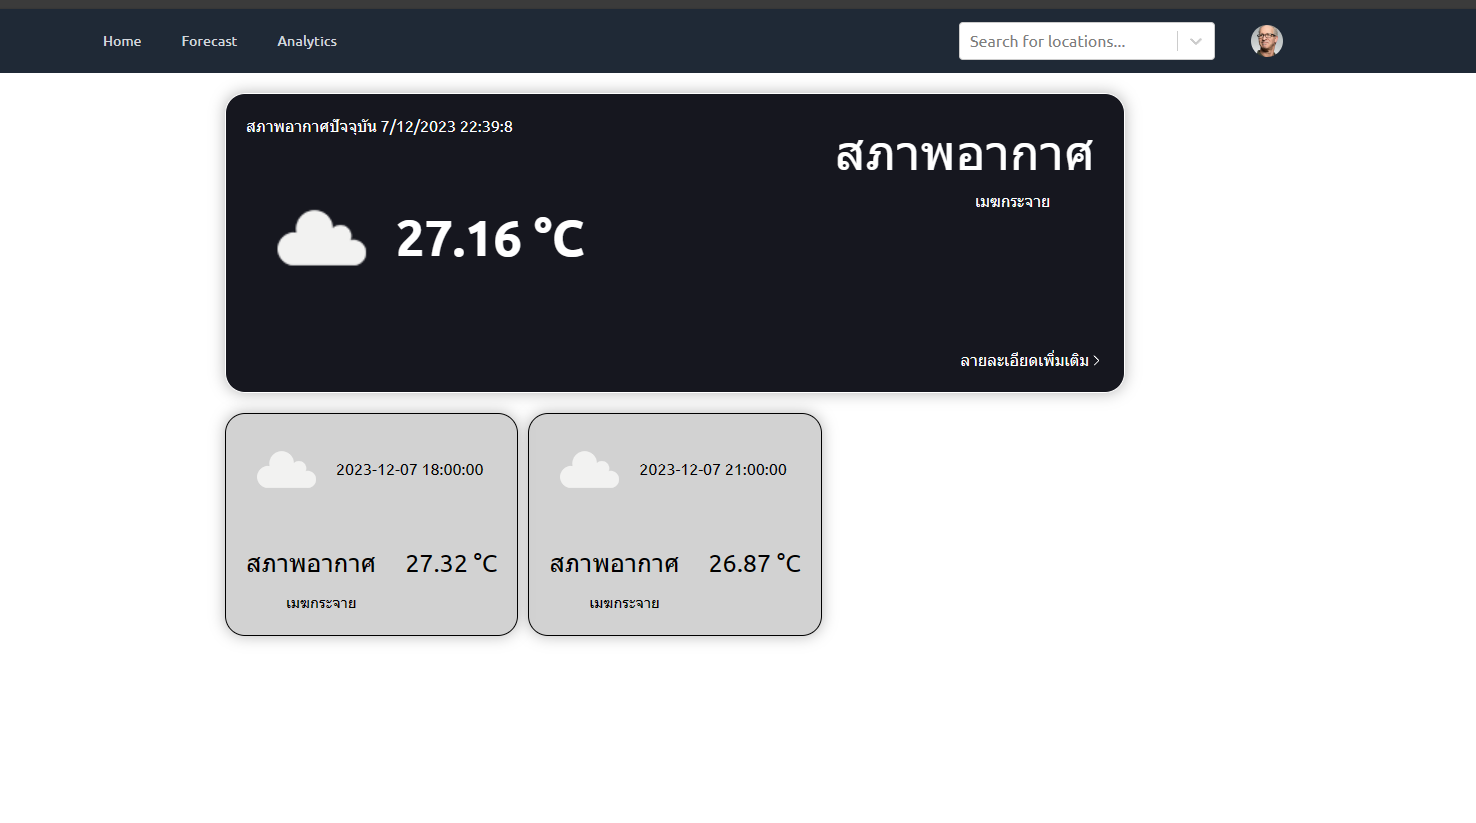 Home Forecast Analytics Search for locations...
สภาพอากาศปัจจุบัน 7/12/2023 22:39:8
สภาพอากาศ
เมฆกระจาย
27.16 °C
ลายละเอียดเพิ่มเติม >
2023-12-07 18:00:00
สภาพอากาศ 27.32 °C
เมฆกระจาย
2023-12-07 21:00:00
สภาพอากาศ 26.87 °C
เมฆกระจาย